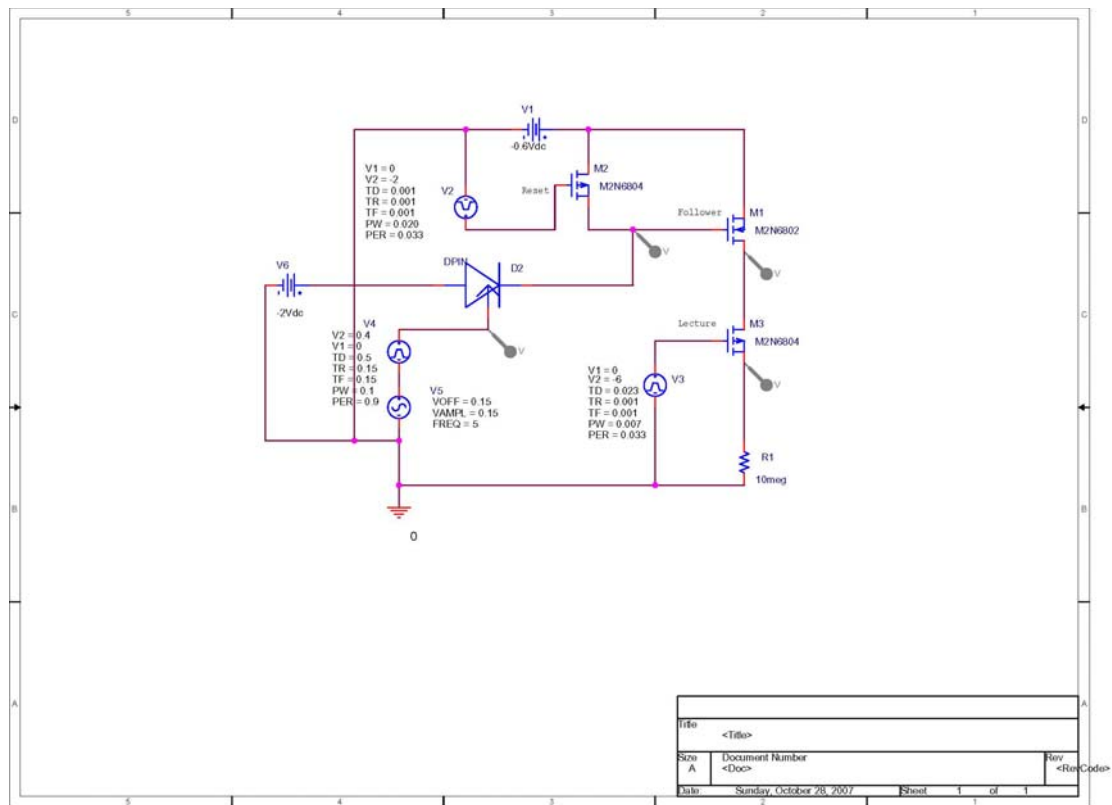 5 4 3 2 1
D D
V1
-0.6Vdc
V1 = 0
V2 = -2
TD = 0.001
TR = 0.001
TF = 0.001
PW = 0.020
PER = 0.033
V2
Reset
M2
M2N6804
Follower
M1
M2N6802
V
V
DPIN
D2
V6
-2Vdc
C C
V4
V2 = 0.4
V1 = 0
TD = 0.5
TR = 0.15
TF = 0.15
PW = 0.1
PER = 0.9
V
Lecture
M3
M2N6804
V5
VOFF = 0.15
VAMPL = 0.15
FREQ = 5
V1 = 0
V2 = -6
TD = 0.023
TR = 0.001
TF = 0.001
PW = 0.007
PER = 0.033
V3
V
R1
10meg
B B
0
A A
Title
<Title>
Size
A
Document Number
<Doc>
Rev
<RevCode>
Date: Sunday, October 28, 2007 Sheet 1 of 1
5 4 3 2 1